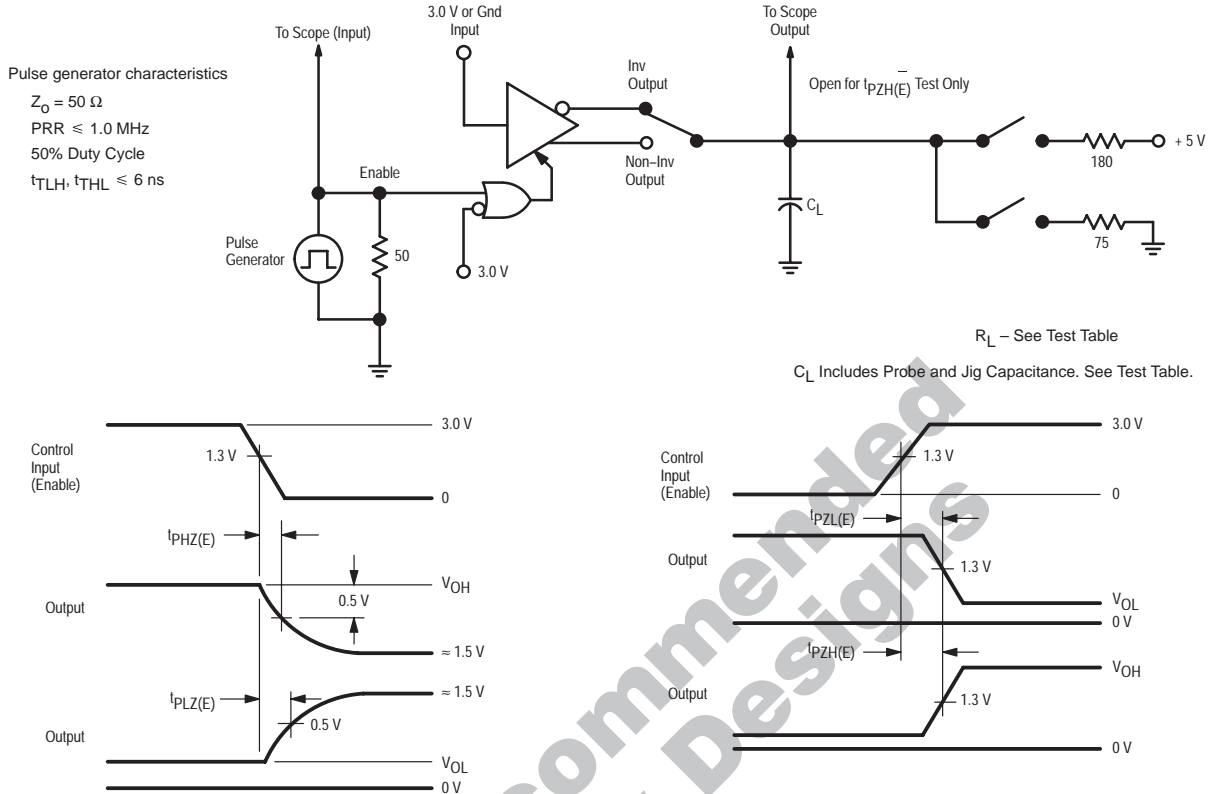 3.0 V or Gnd
Input
To Scope
Output
To Scope (Input)
Pulse generator characteristics
Zo = 50 Ω
PRR ≤ 1.0 MHz
50% Duty Cycle
tTLH, tTHL ≤ 6 ns
Inv
Output
Open for tPZH(E̅) Test Only
Enable
Non–Inv
Output
+ 5 V
180
CL
75
Pulse
Generator
50
3.0 V
RL – See Test Table
CL Includes Probe and Jig Capacitance. See Test Table.
Control
Input
(Enable)
1.3 V
3.0 V
0
tPHZ(E)
Output
VOH
0.5 V
≈ 1.5 V
tPLZ(E)
≈ 1.5 V
0.5 V
Output
VOL
0 V
Control
Input
(Enable)
1.3 V
3.0 V
0
tPZL(E)
Output
1.3 V
VOL
0 V
tPZH(E)
VOH
Output
1.3 V
0 V
ommended
Designs